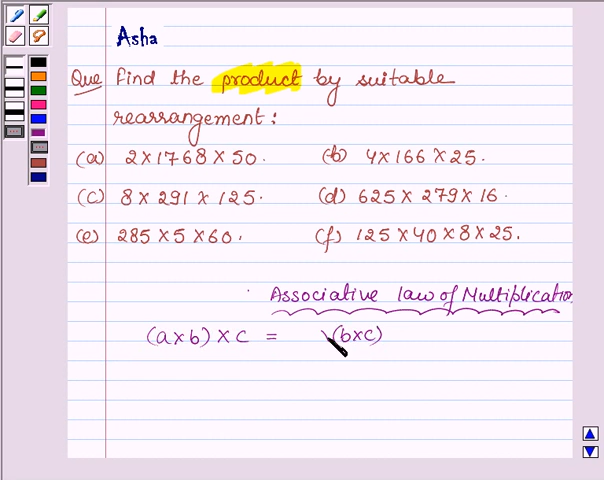 Asha
Que Find the product by suitable
rearrangement:
(a) 2×1768×50. (b) 4×166×25.
(c) 8×291×125. (d) 625×279×16.
(e) 285×5×60. (f) 125×40×8×25.
Associative law of Multiplication
(a×b)×c = (b×c)